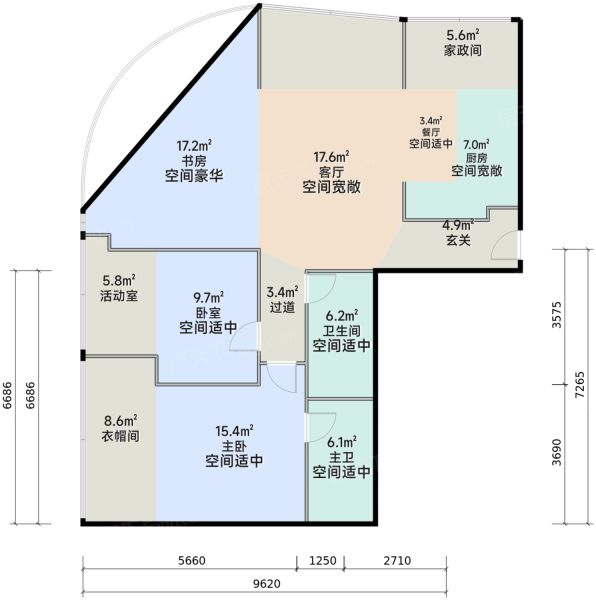 5.6㎡
家政间
17.2㎡
书房
空间豪华
17.6㎡
客厅
空间宽敞
3.4㎡
餐厅
空间适中
7.0㎡
厨房
空间宽敞
4.9㎡
玄关
5.8㎡
活动室
9.7㎡
卧室
空间适中
3.4㎡
过道
6.2㎡
卫生间
空间适中
8.6㎡
衣帽间
15.4㎡
主卧
空间适中
6.1㎡
主卫
空间适中
6686
6686
3575
7265
3690
5660
1250
2710
9620